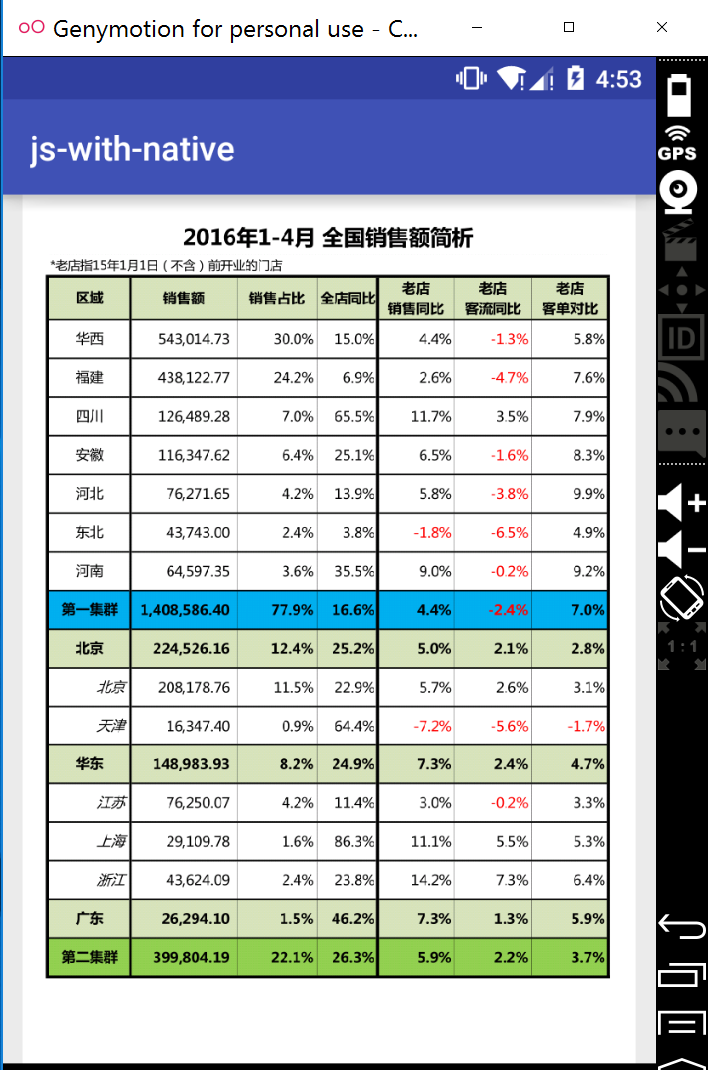 Genymotion for personal use - C...
4:53
js-with-native
GPS
ID
1:1
2016年1-4月 全国销售额简析
*老店指15年1月1日（不含）前开业的门店
区域 销售额 销售占比 全店同比 老店销售同比 老店客流同比 老店客单对比
华西 543,014.73 30.0% 15.0% 4.4% -1.3% 5.8%
福建 438,122.77 24.2% 6.9% 2.6% -4.7% 7.6%
四川 126,489.28 7.0% 65.5% 11.7% 3.5% 7.9%
安徽 116,347.62 6.4% 25.1% 6.5% -1.6% 8.3%
河北 76,271.65 4.2% 13.9% 5.8% -3.8% 9.9%
东北 43,743.00 2.4% 3.8% -1.8% -6.5% 4.9%
河南 64,597.35 3.6% 35.5% 9.0% -0.2% 9.2%
第一集群 1,408,586.40 77.9% 16.6% 4.4% -2.4% 7.0%
北京 224,526.16 12.4% 25.2% 5.0% 2.1% 2.8%
北京 208,178.76 11.5% 22.9% 5.7% 2.6% 3.1%
天津 16,347.40 0.9% 64.4% -7.2% -5.6% -1.7%
华东 148,983.93 8.2% 24.9% 7.3% 2.4% 4.7%
江苏 76,250.07 4.2% 11.4% 3.0% -0.2% 3.3%
上海 29,109.78 1.6% 86.3% 11.1% 5.5% 5.3%
浙江 43,624.09 2.4% 23.8% 14.2% 7.3% 6.4%
广东 26,294.10 1.5% 46.2% 7.3% 1.3% 5.9%
第二集群 399,804.19 22.1% 26.3% 5.9% 2.2% 3.7%